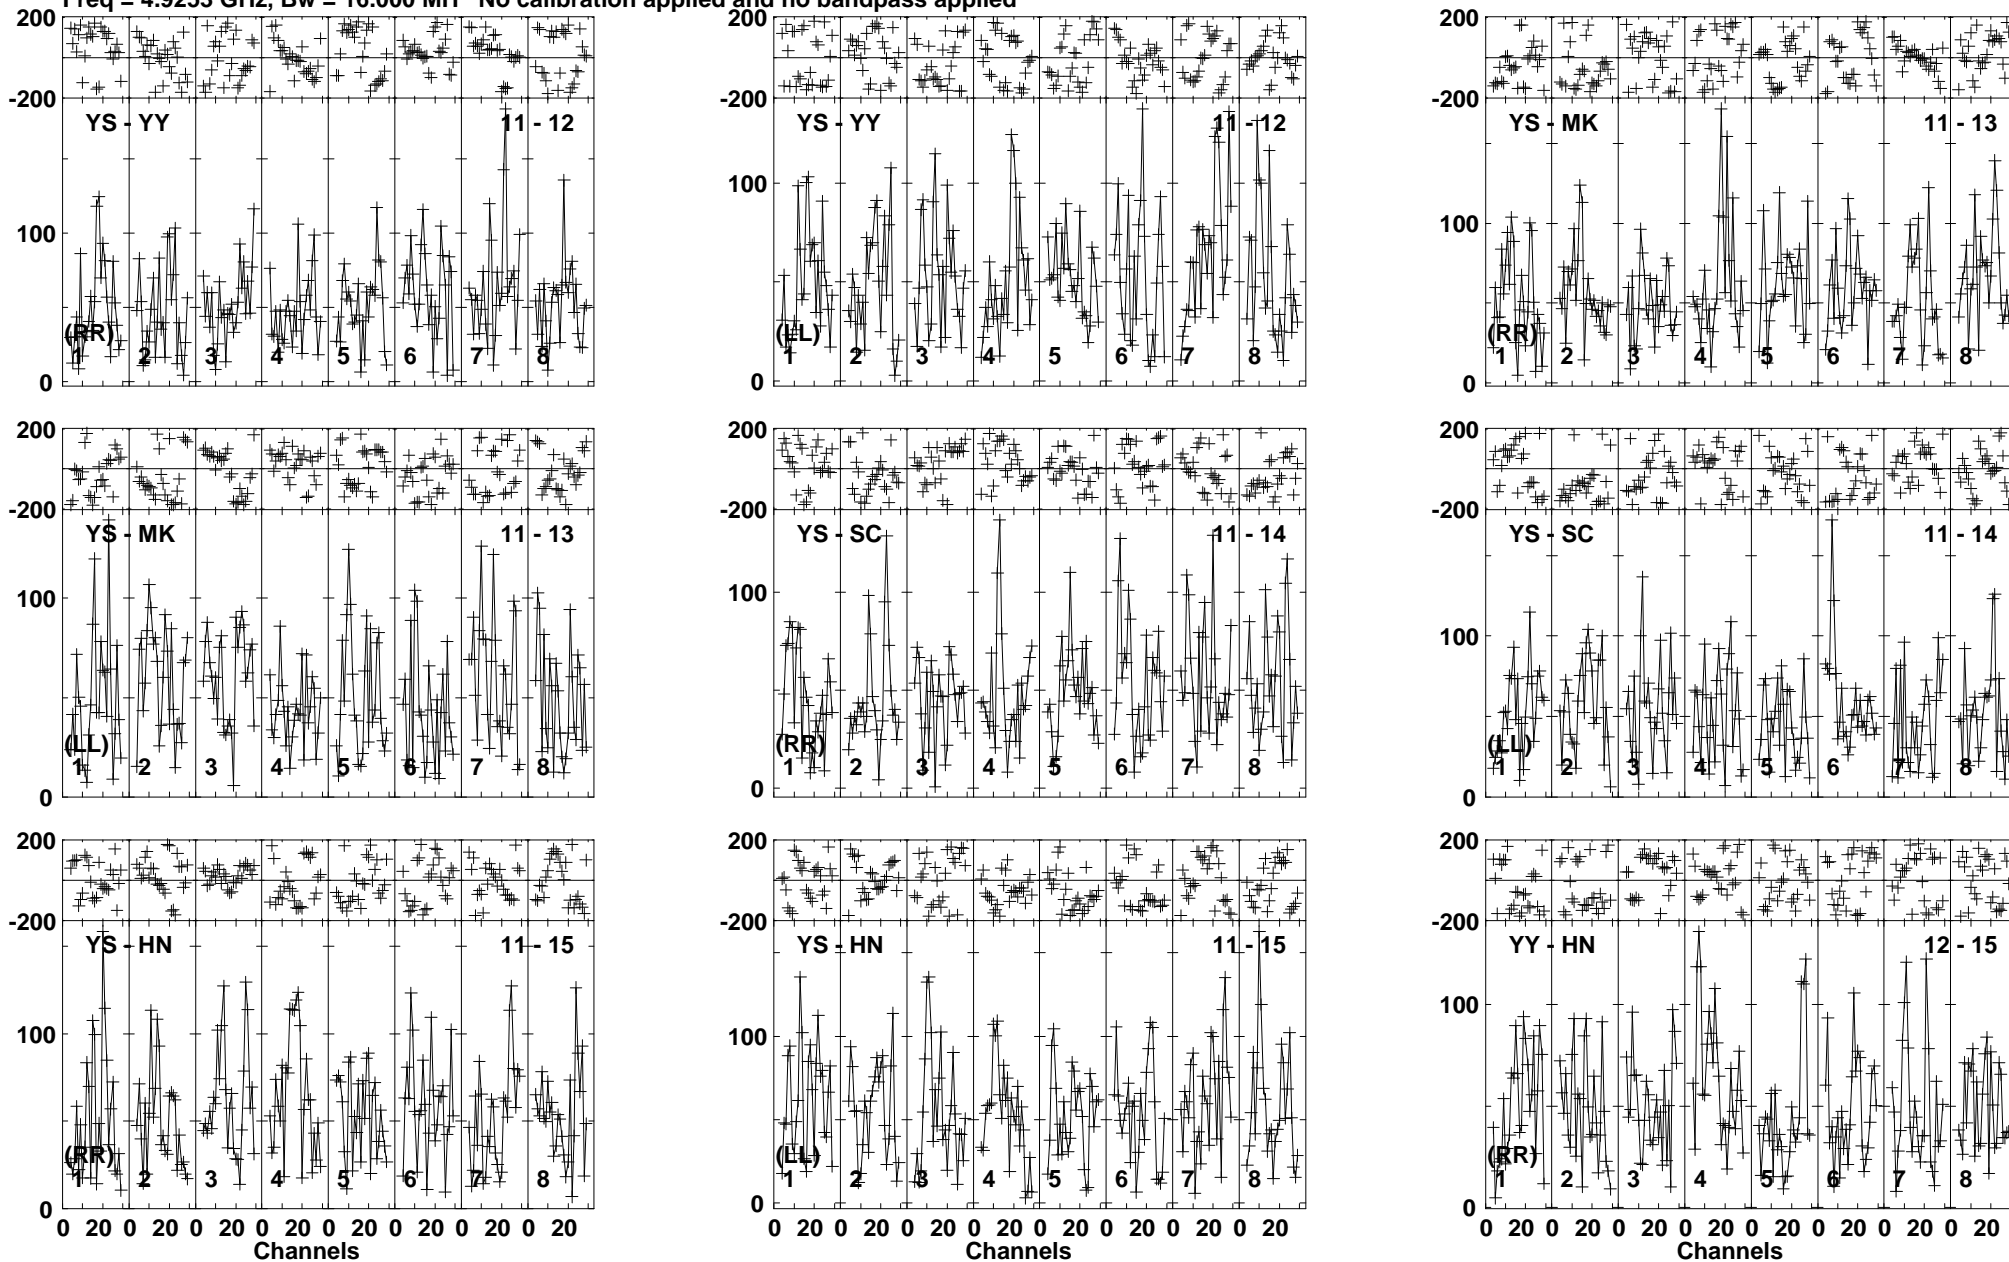 Freq = 4.9253 GHz, Bw = 16.000 MH No calibration applied and no bandpass applied
200 200 200
-200 -200 -200
YS - YY 11 - 12 YS - YY 11 - 12 YS - MK 11 - 13
100 100 100
(RR) (LL) (RR)
1 2 3 4 5 6 7 8 1 2 3 4 5 6 7 8 1 2 3 4 5 6 7 8
0 0 0
200 200 200
-200 -200 -200
YS - MK 11 - 13 YS - SC 11 - 14 YS - SC 11 - 14
100 100 100
(LL) (RR) (LL)
1 2 3 4 5 6 7 8 1 2 3 4 5 6 7 8 1 2 3 4 5 6 7 8
0 0 0
200 200 200
-200 -200 -200
YS - HN 11 - 15 YS - HN 11 - 15 YY - HN 12 - 15
100 100 100
(RR) (LL) (RR)
1 2 3 4 5 6 7 8 1 2 3 4 5 6 7 8 1 2 3 4 5 6 7 8
0 0 0
0 20 0 20 0 20 0 20 0 20 0 20 0 20 0 20 0 20 0 20 0 20 0 20 0 20 0 20 0 20 0 20 0 20 0 20 0 20 0 20 0 20 0 20 0 20 0 20
Channels Channels Channels